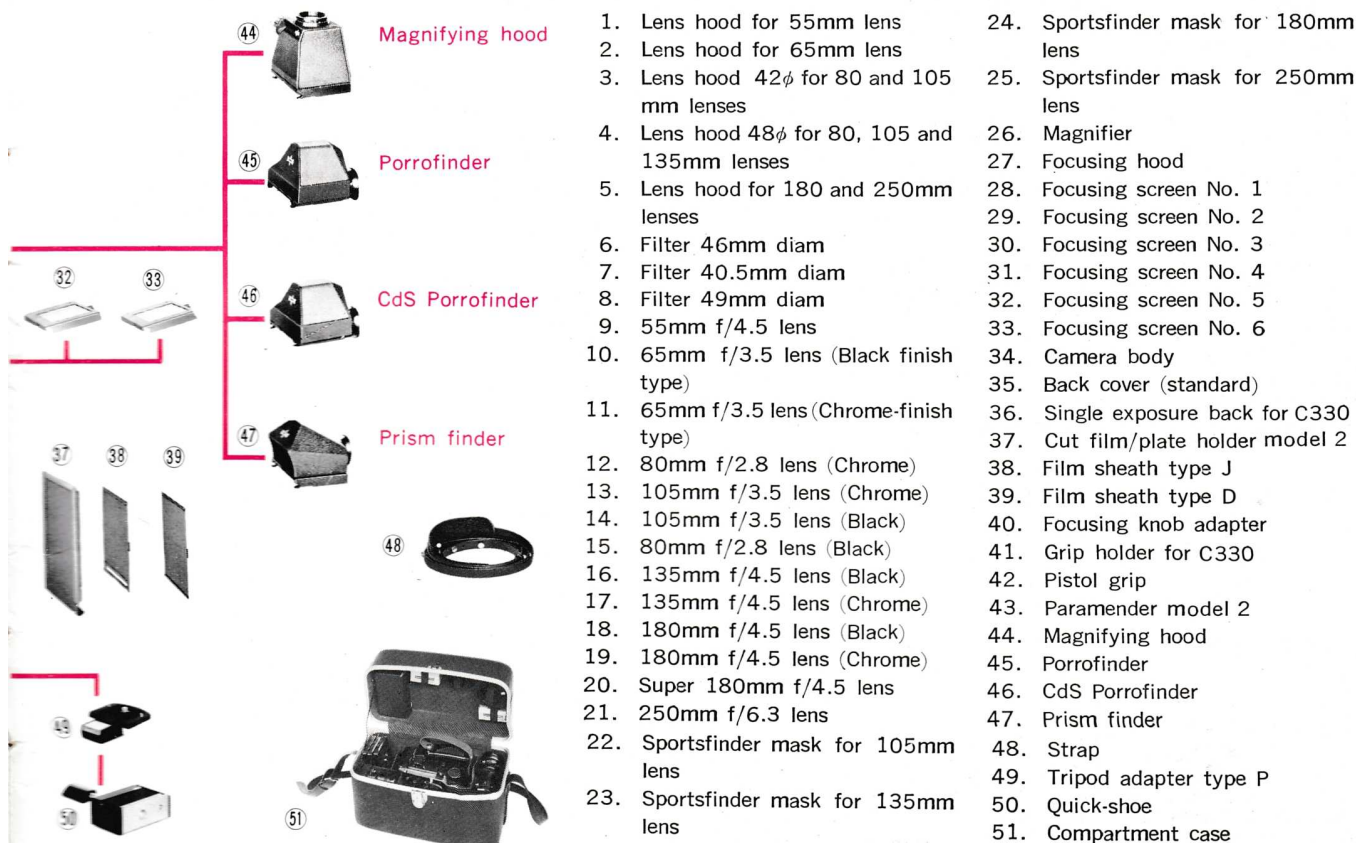 44 Magnifying hood
45 Porrofinder
32 33
46 CdS Porrofinder
47 Prism finder
37 38 39
48
49
50
51
1. Lens hood for 55mm lens
2. Lens hood for 65mm lens
3. Lens hood 42φ for 80 and 105
mm lenses
4. Lens hood 48φ for 80, 105 and
135mm lenses
5. Lens hood for 180 and 250mm
lenses
6. Filter 46mm diam
7. Filter 40.5mm diam
8. Filter 49mm diam
9. 55mm f/4.5 lens
10. 65mm f/3.5 lens (Black finish
type)
11. 65mm f/3.5 lens (Chrome-finish
type)
12. 80mm f/2.8 lens (Chrome)
13. 105mm f/3.5 lens (Chrome)
14. 105mm f/3.5 lens (Black)
15. 80mm f/2.8 lens (Black)
16. 135mm f/4.5 lens (Black)
17. 135mm f/4.5 lens (Chrome)
18. 180mm f/4.5 lens (Black)
19. 180mm f/4.5 lens (Chrome)
20. Super 180mm f/4.5 lens
21. 250mm f/6.3 lens
22. Sportsfinder mask for 105mm
lens
23. Sportsfinder mask for 135mm
lens
24. Sportsfinder mask for 180mm
lens
25. Sportsfinder mask for 250mm
lens
26. Magnifier
27. Focusing hood
28. Focusing screen No. 1
29. Focusing screen No. 2
30. Focusing screen No. 3
31. Focusing screen No. 4
32. Focusing screen No. 5
33. Focusing screen No. 6
34. Camera body
35. Back cover (standard)
36. Single exposure back for C330
37. Cut film/plate holder model 2
38. Film sheath type J
39. Film sheath type D
40. Focusing knob adapter
41. Grip holder for C330
42. Pistol grip
43. Paramender model 2
44. Magnifying hood
45. Porrofinder
46. CdS Porrofinder
47. Prism finder
48. Strap
49. Tripod adapter type P
50. Quick-shoe
51. Compartment case